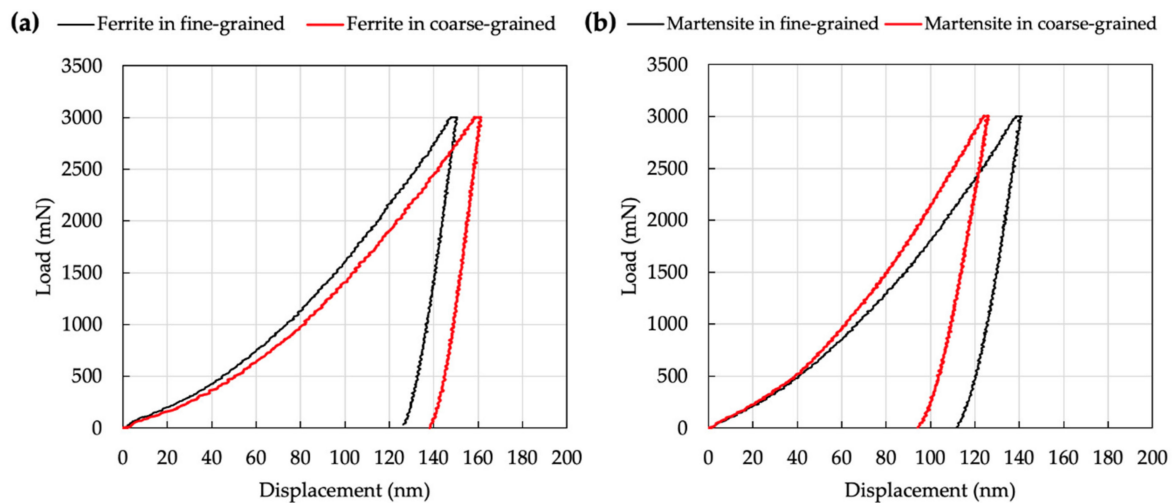 (a) Ferrite in fine-grained Ferrite in coarse-grained
3500
3000
2500
2000
1500
1000
500
0
Load (mN)
0 20 40 60 80 100 120 140 160 180 200
Displacement (nm)
(b) Martensite in fine-grained Martensite in coarse-grained
3500
3000
2500
2000
1500
1000
500
0
Load (mN)
0 20 40 60 80 100 120 140 160 180 200
Displacement (nm)